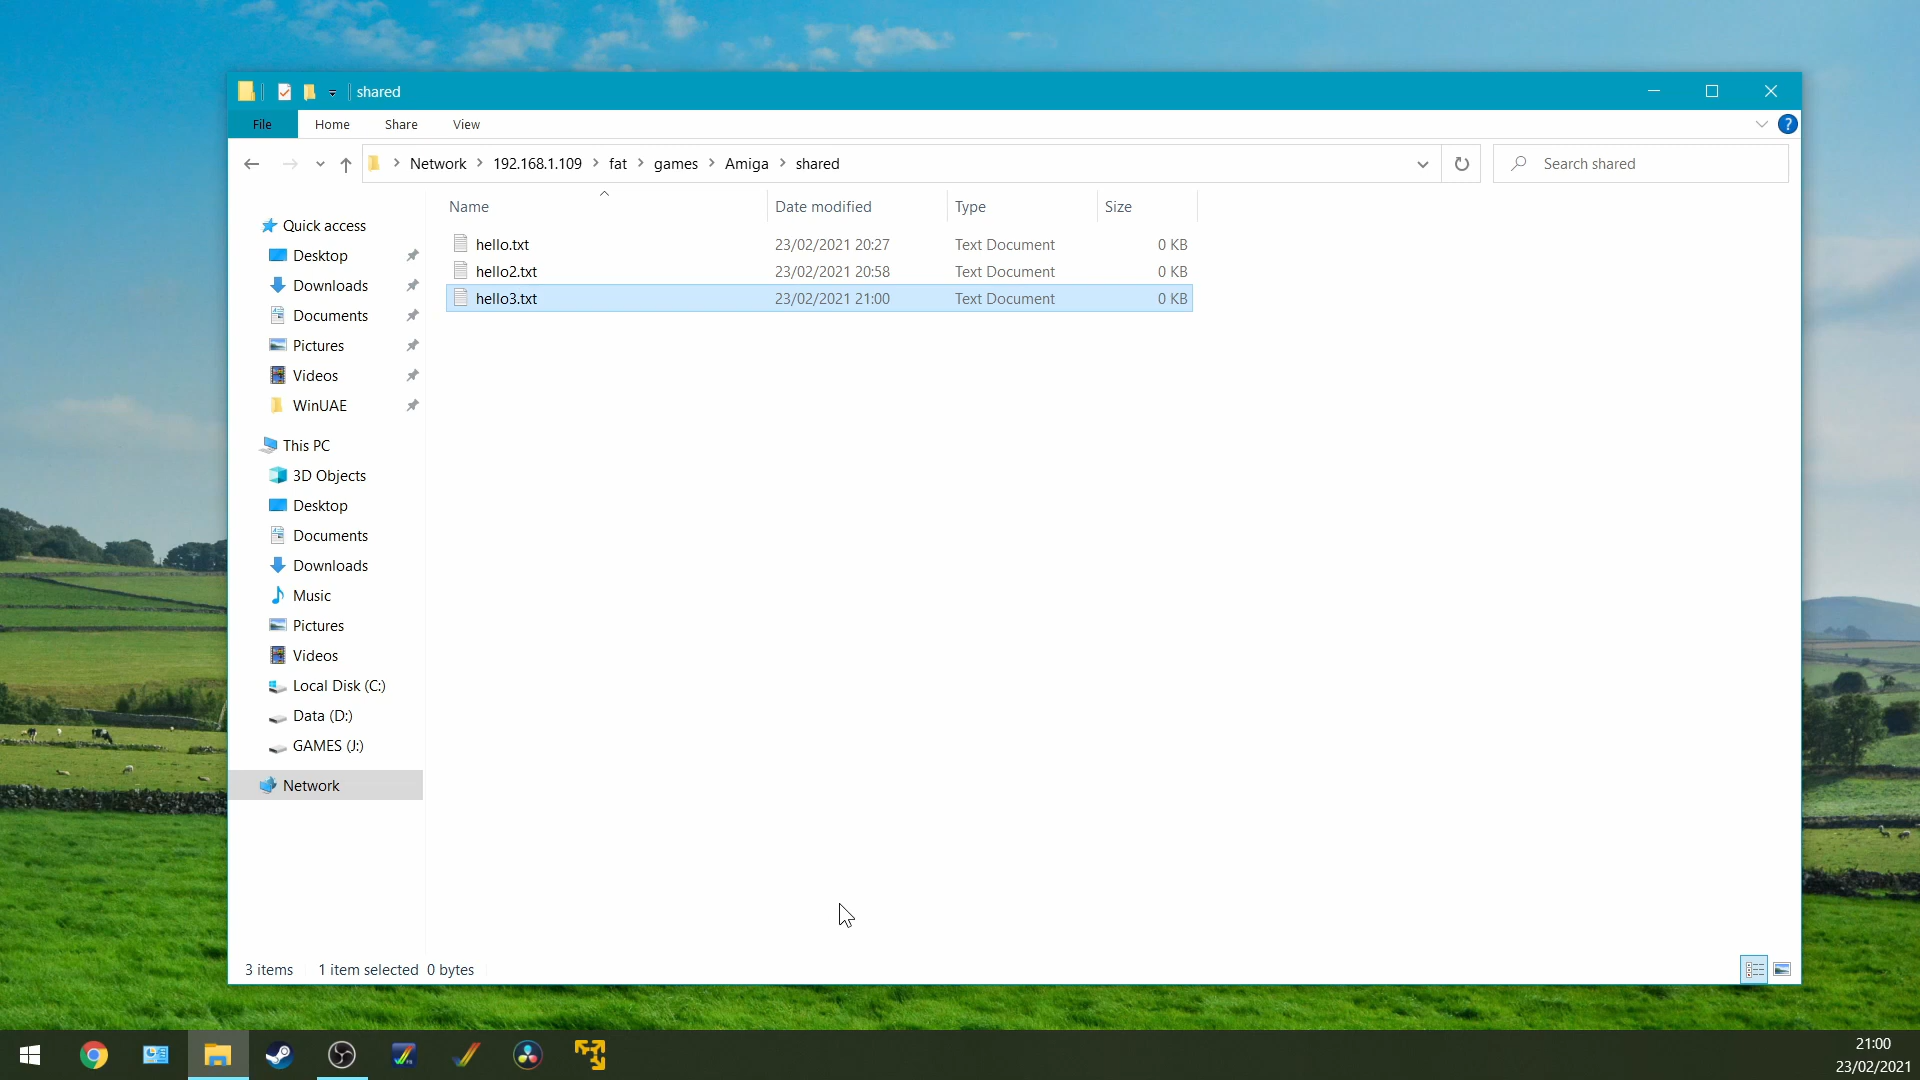 shared
File Home Share View ?
Network 192.168.1.109 fat games Amiga shared Search shared
Name Date modified Type Size
hello.txt 23/02/2021 20:27 Text Document 0 KB
hello2.txt 23/02/2021 20:58 Text Document 0 KB
hello3.txt 23/02/2021 21:00 Text Document 0 KB
Quick access
Desktop
Downloads
Documents
Pictures
Videos
WinUAE
This PC
3D Objects
Desktop
Documents
Downloads
Music
Pictures
Videos
Local Disk (C:)
Data (D:)
GAMES (J:)
Network
3 items 1 item selected 0 bytes
21:00
23/02/2021